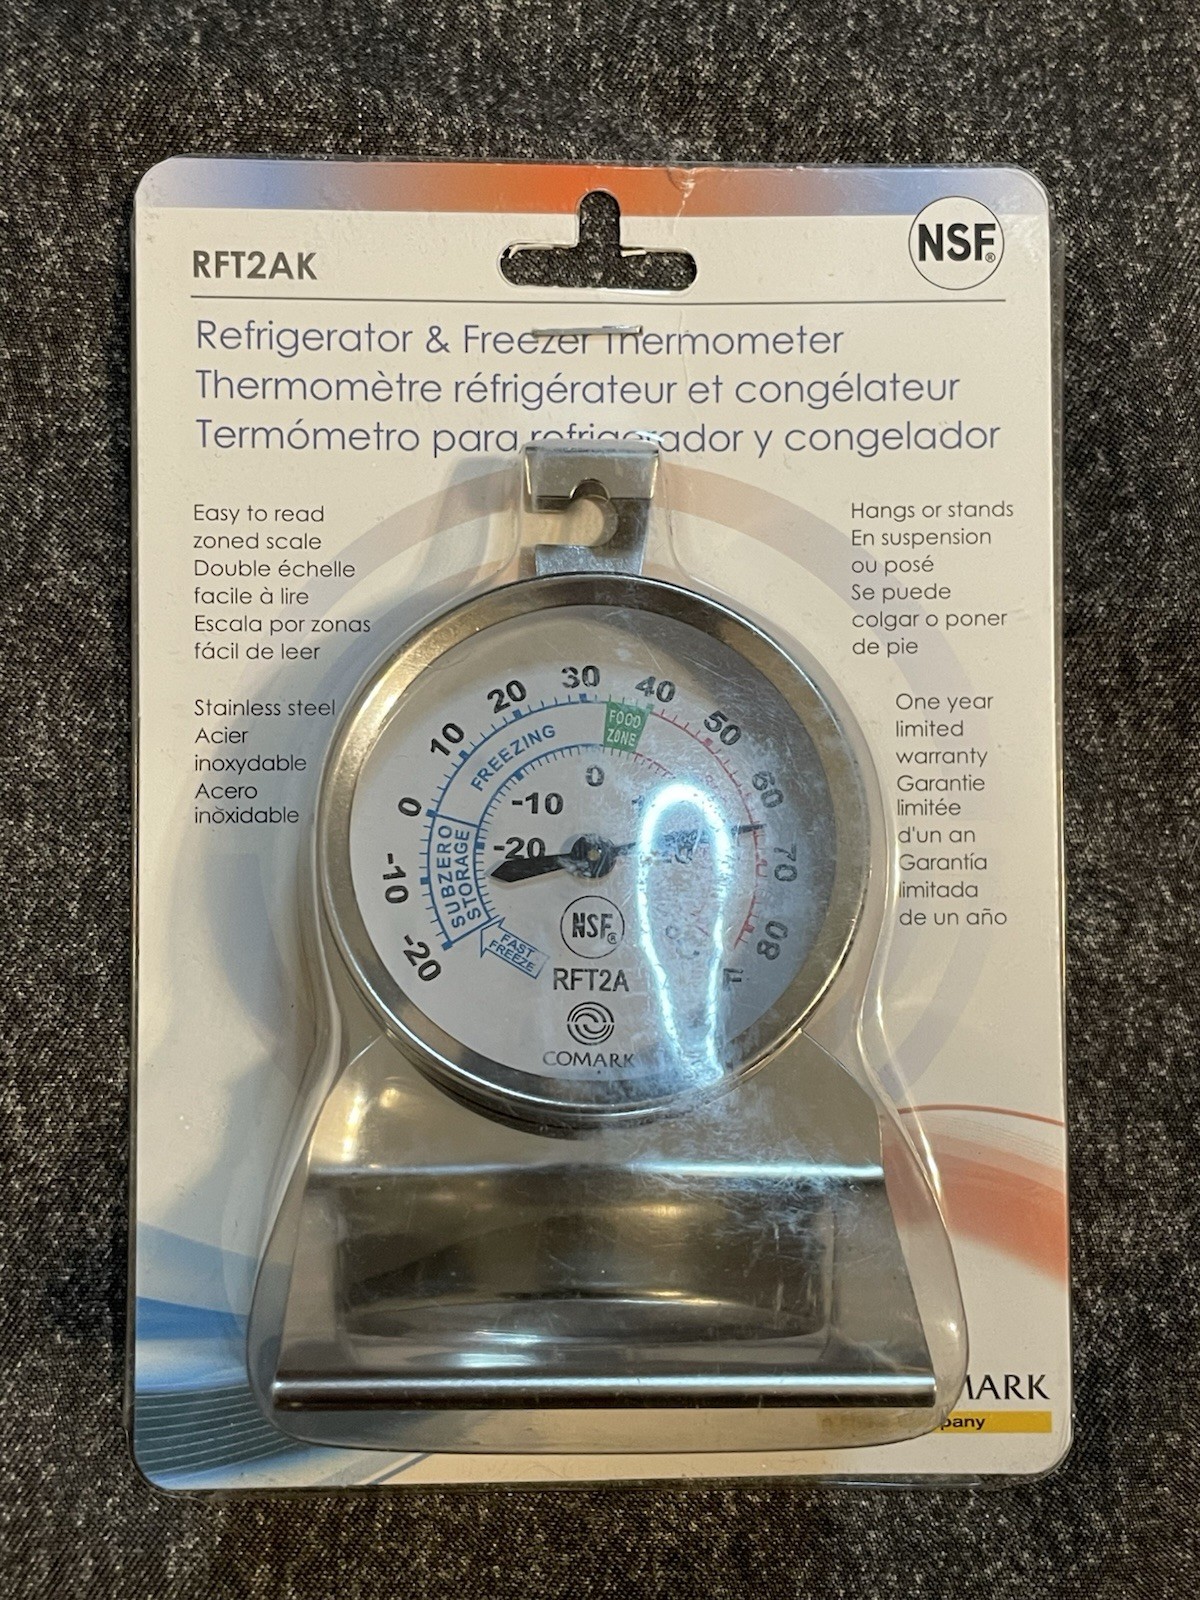 RFT2AK
NSF®
Refrigerator & Freezer Thermometer
Thermomètre réfrigérateur et congélateur
Termómetro para refrigerador y congelador
Easy to read
zoned scale
Double échelle
facile à lire
Escala por zonas
fácil de leer
Stainless steel
Acier
inoxydable
Acero
inoxidable
Hangs or stands
En suspension
ou posé
Se puede
colgar o poner
de pie
One year
limited
warranty
Garantie
limitée
d'un an
Garantía
limitada
de un año
-20 -10 0 10 20 30 40 50 60 70 80
FREEZING
FOOD
ZONE
SUBZERO
STORAGE
-20 -10 0
FAST
FREEZE
NSF®
RFT2A
°F
COMARK
MARK
pany